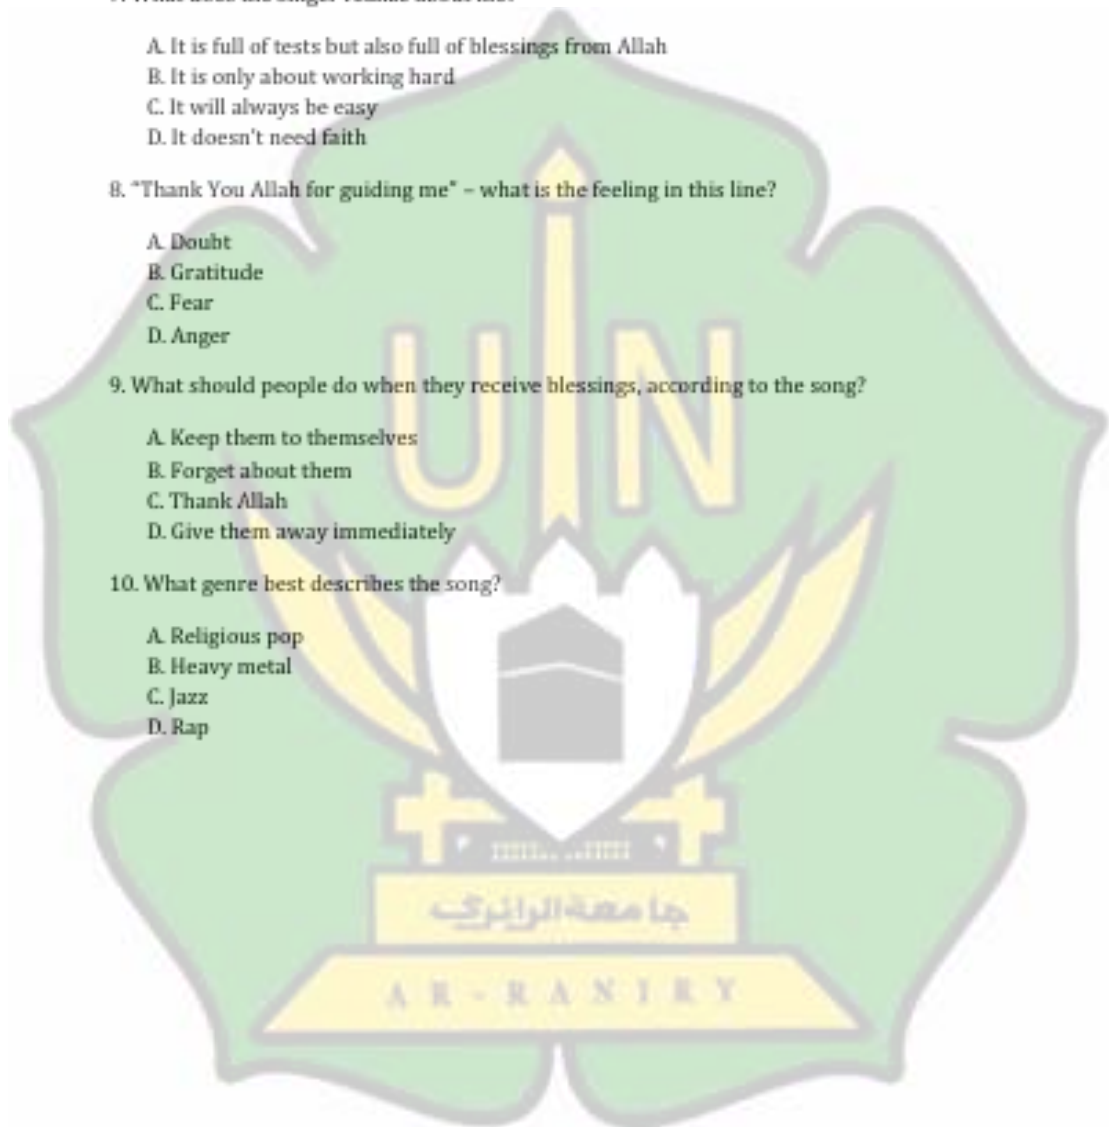 A. It is full of tests but also full of blessings from Allah
B. It is only about working hard
C. It will always be easy
D. It doesn't need faith
8. "Thank You Allah for guiding me" – what is the feeling in this line?
A. Doubt
B. Gratitude
C. Fear
D. Anger
9. What should people do when they receive blessings, according to the song?
A. Keep them to themselves
B. Forget about them
C. Thank Allah
D. Give them away immediately
10. What genre best describes the song?
A. Religious pop
B. Heavy metal
C. Jazz
D. Rap
UIN
جامعة الرانري
AR-RANIRY